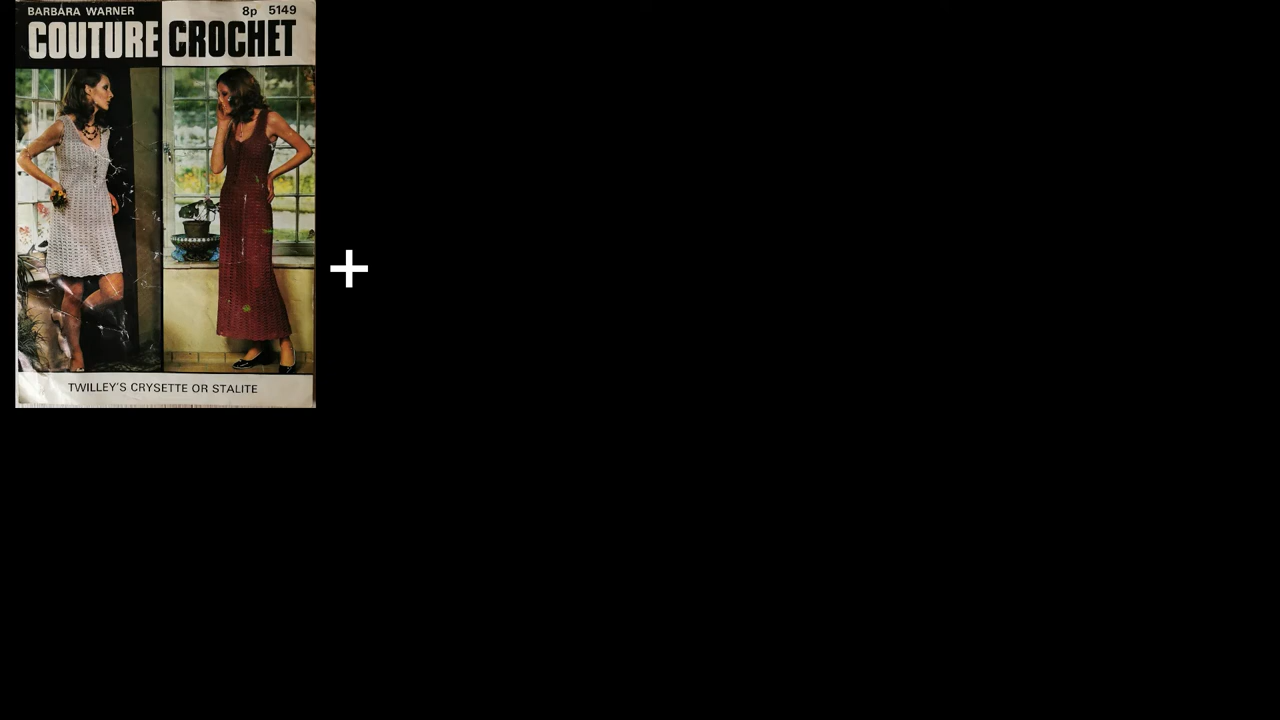 BARBARA WARNER
8p 5149
COUTURE CROCHET
+
TWILLEY'S CRYSETTE OR STALITE